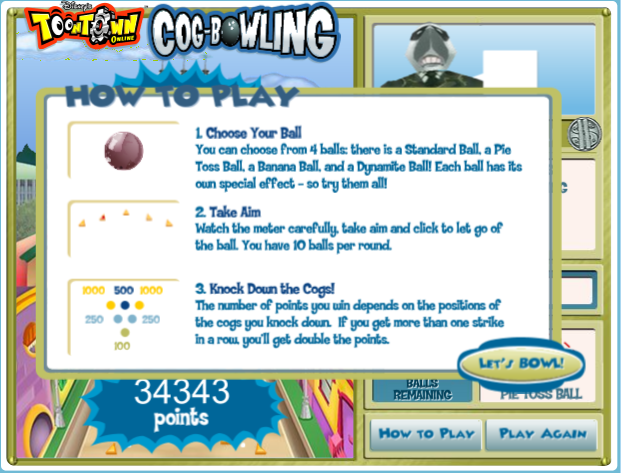 Disney's
TOONTOWN
ONLINE
COG-BOWLING
HOW TO PLAY
1. Choose Your Ball
You can choose from 4 balls: there is a Standard Ball, a Pie
Toss Ball, a Banana Ball, and a Dynamite Ball! Each ball has its
own special effect - so try them all!
2. Take Aim
Watch the meter carefully, take aim and click to let go of
the ball. You have 10 balls per round.
1000 500 1000
250 250
100
3. Knock Down the Cogs!
The number of points you win depends on the positions of
the cogs you knock down. If you get more than one strike
in a row, you'll get double the points.
LET'S BOWL!
34343
points
BALLS
REMAINING
PIE TOSS BALL
HOW TO PLAY
PLAY AGAIN